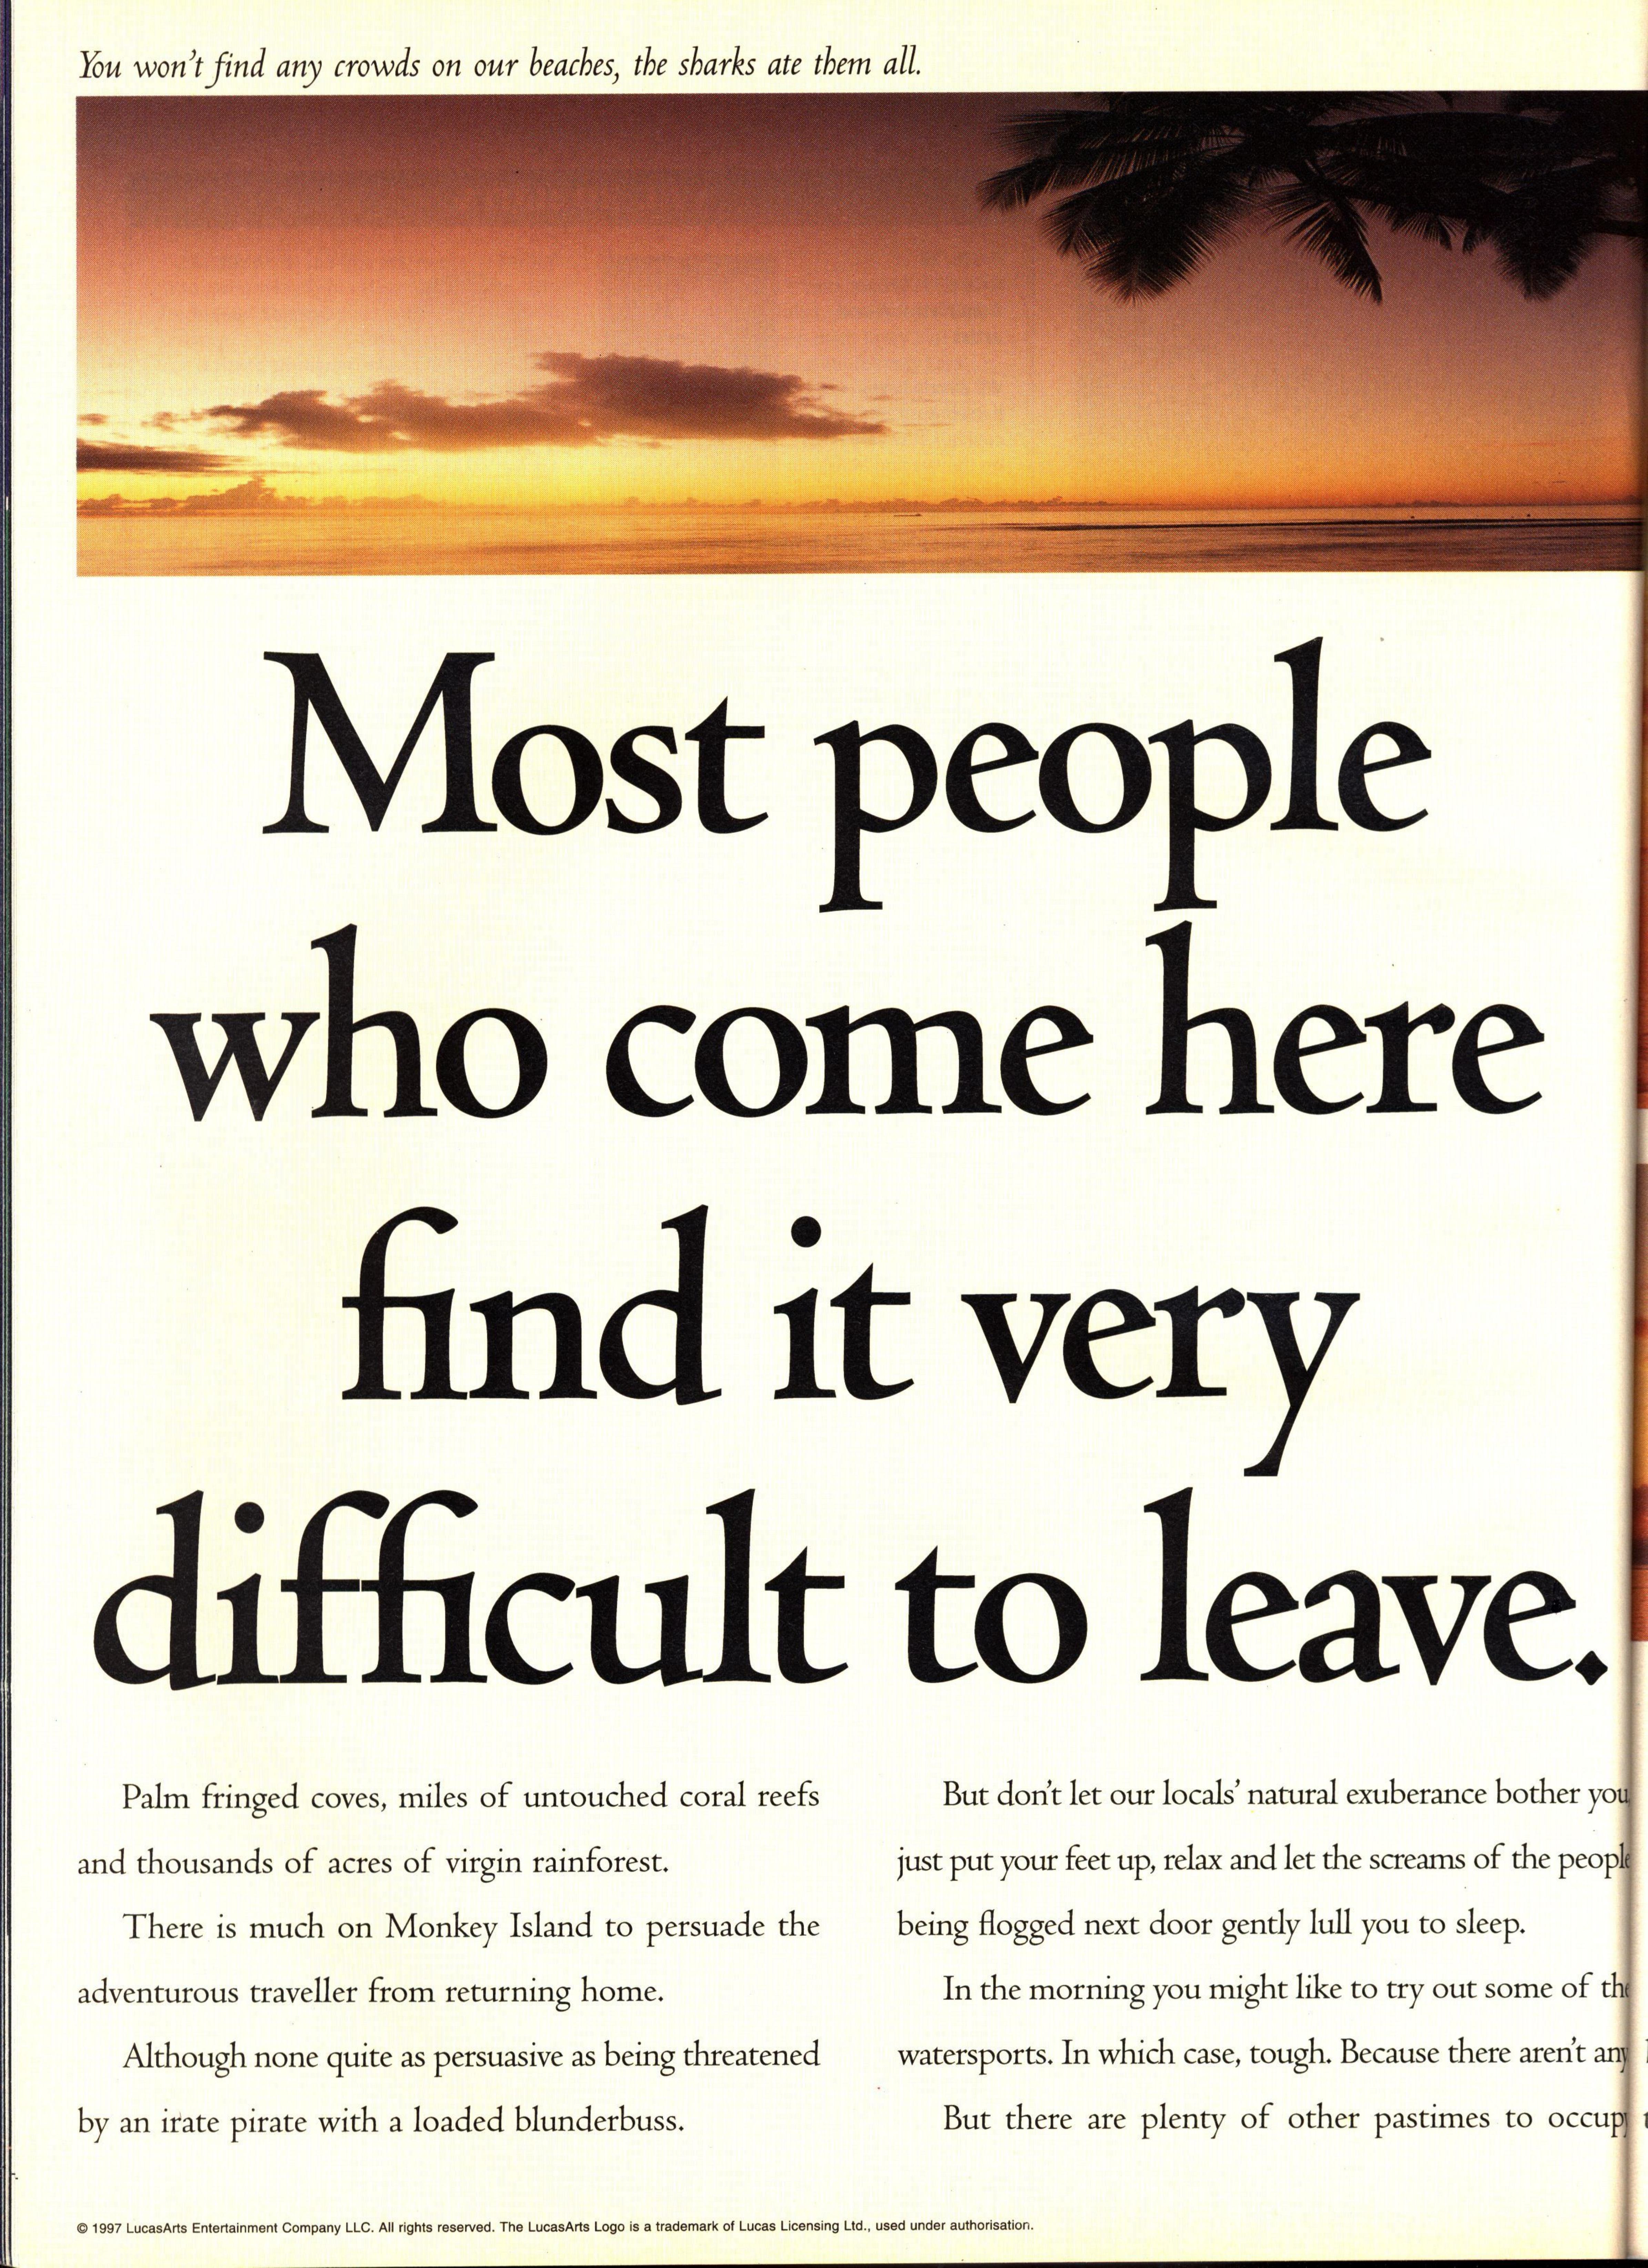 You won't find any crowds on our beaches, the sharks ate them all.
Most people
who come here
find it very
difficult to leave.
Palm fringed coves, miles of untouched coral reefs
and thousands of acres of virgin rainforest.
There is much on Monkey Island to persuade the
adventurous traveller from returning home.
Although none quite as persuasive as being threatened
by an irate pirate with a loaded blunderbuss.
But don't let our locals' natural exuberance bother you
just put your feet up, relax and let the screams of the people
being flogged next door gently lull you to sleep.
In the morning you might like to try out some of the
watersports. In which case, tough. Because there aren't any
But there are plenty of other pastimes to occupy
© 1997 LucasArts Entertainment Company LLC. All rights reserved. The LucasArts Logo is a trademark of Lucas Licensing Ltd., used under authorisation.